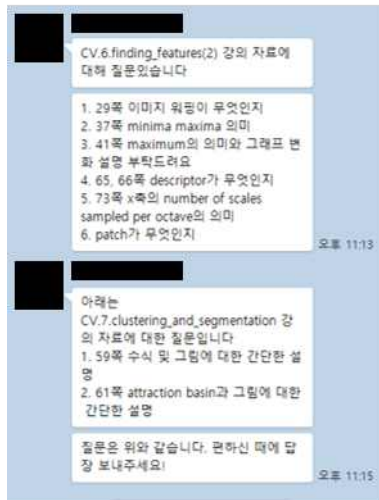 CV.6.finding_features(2) 강의 자료에
대해 질문있습니다
1. 29쪽 이미지 워핑이 무엇인지
2. 37쪽 minima maxima 의미
3. 41쪽 maximum의 의미와 그래프 변
화 설명 부탁드려요
4. 65, 66쪽 descriptor가 무엇인지
5. 73쪽 x축의 number of scales
sampled per octave의 의미
6. patch가 무엇인지
오후 11:13
아래는
CV.7.clustering_and_segmentation 강
의 자료에 대한 질문입니다
1. 59쪽 수식 및 그림에 대한 간단한 설
명
2. 61쪽 attraction basin과 그림에 대한
간단한 설명
질문은 위와 같습니다. 편하신 때에 답
장 보내주세요!
오후 11:15